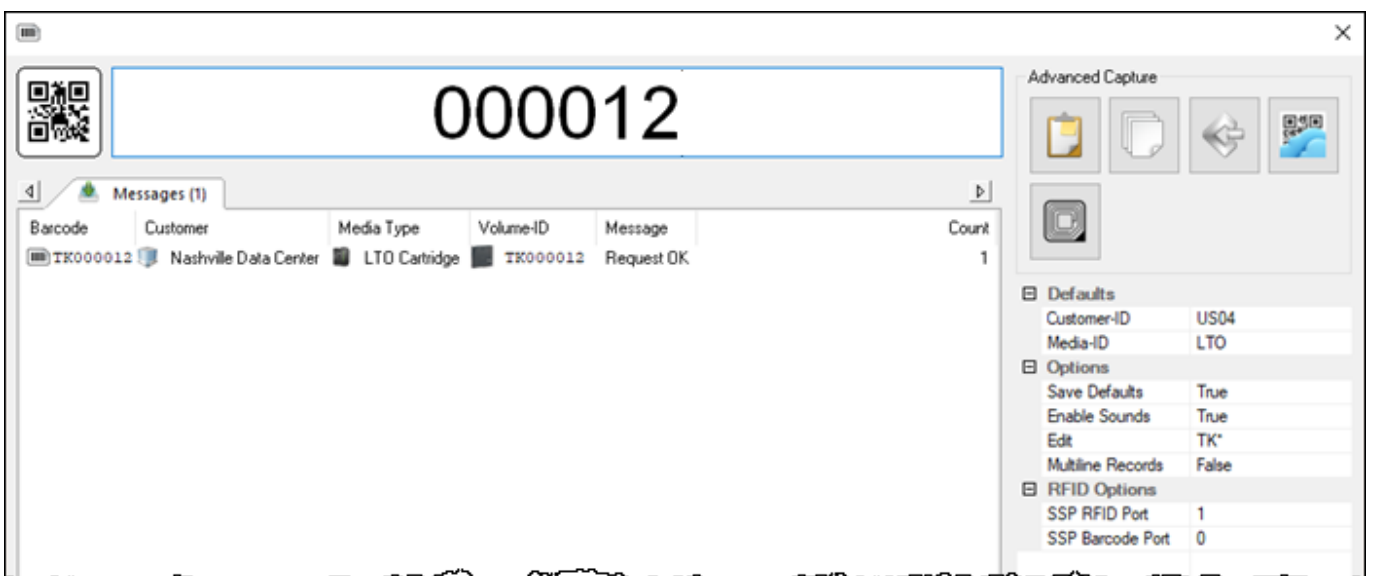 000012
Messages (1)
Barcode Customer Media Type Volume-ID Message Count
TK000012 Nashville Data Center LTO Cartridge TK000012 Request OK 1
Advanced Capture
Defaults
Customer-ID US04
Media-ID LTO
Options
Save Defaults True
Enable Sounds True
Edit TK*
Multiline Records False
RFID Options
SSP RFID Port 1
SSP Barcode Port 0